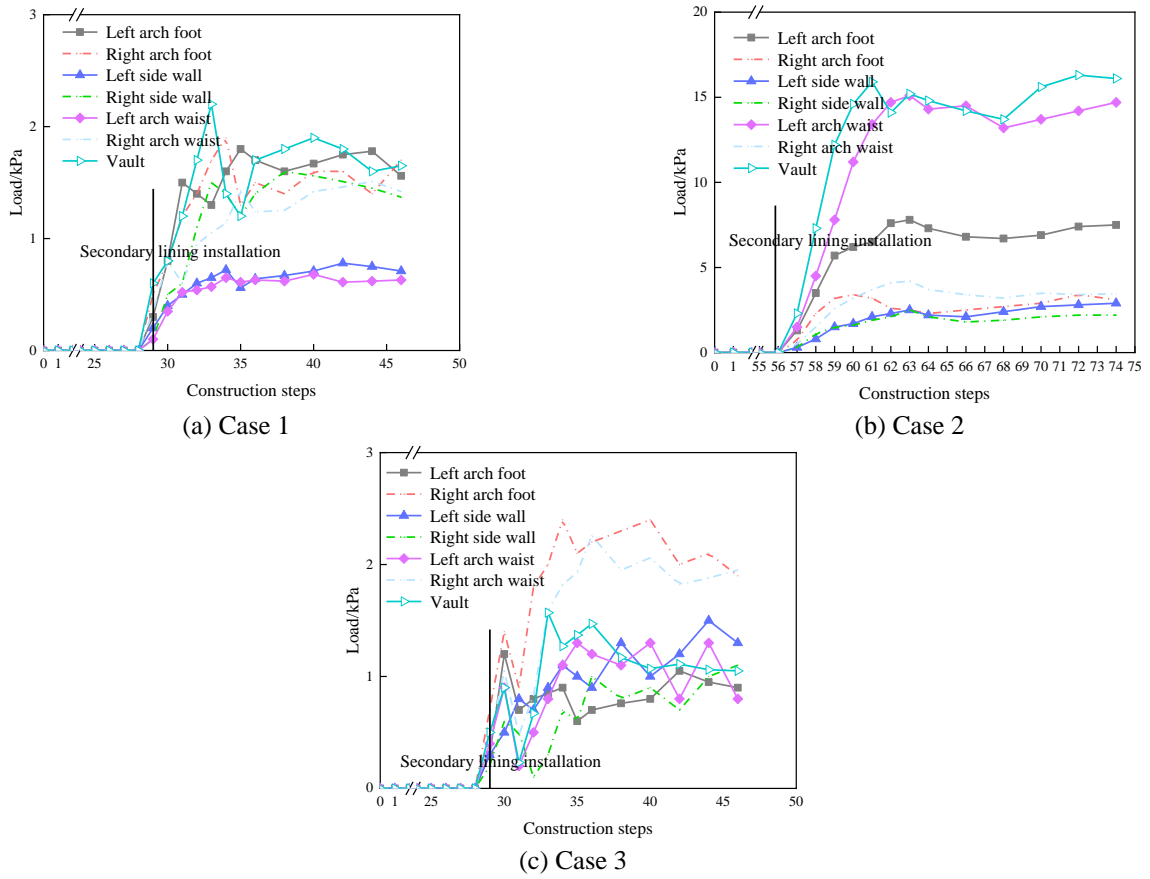 3
2
1
0
Load/kPa
Left arch foot
Right arch foot
Left side wall
Right side wall
Left arch waist
Right arch waist
Vault
Secondary lining installation
0 1 25 30 35 40 45 50
Construction steps
(a) Case 1
20
15
10
5
0
Load/kPa
Left arch foot
Right arch foot
Left side wall
Right side wall
Left arch waist
Right arch waist
Vault
Secondary lining installation
0 1 55 56 57 58 59 60 61 62 63 64 65 66 67 68 69 70 71 72 73 74 75
Construction steps
(b) Case 2
3
2
1
0
Load/kPa
Left arch foot
Right arch foot
Left side wall
Right side wall
Left arch waist
Right arch waist
Vault
Secondary lining installation
0 1 25 30 35 40 45 50
Construction steps
(c) Case 3